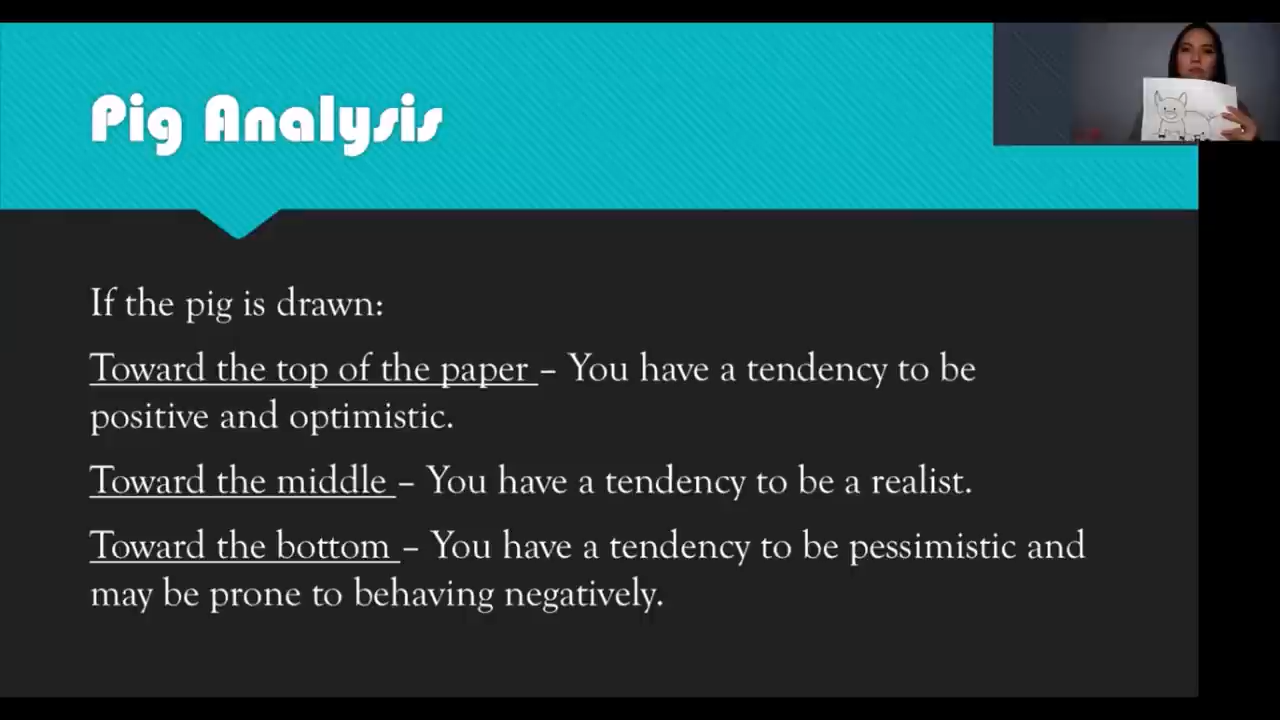 Pig Analysis
If the pig is drawn:
Toward the top of the paper – You have a tendency to be
positive and optimistic.
Toward the middle – You have a tendency to be a realist.
Toward the bottom – You have a tendency to be pessimistic and
may be prone to behaving negatively.